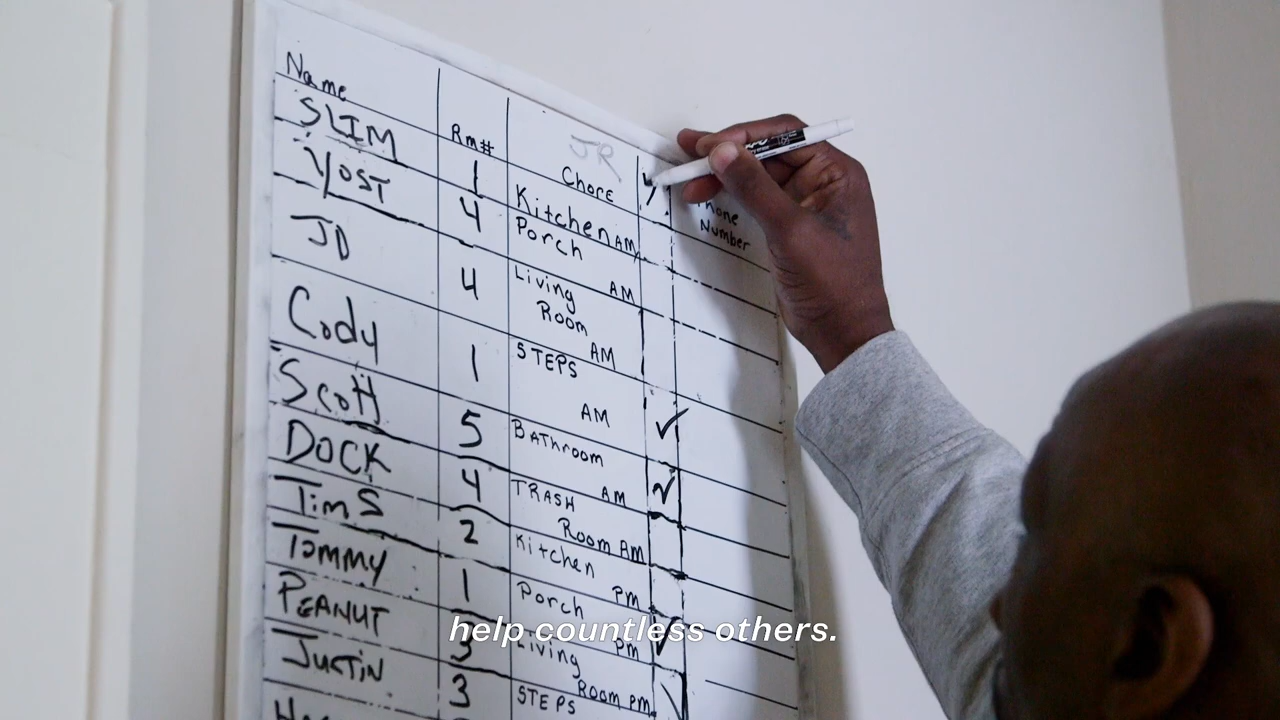 Name Rm# JR Chore Phone Number
SLIM 1 Kitchen AM
YOST 4 Porch AM
JD 4 Living Room AM
Cody 1 STEPS AM ✓
Scott 5 BAthroom AM ✓
DOCK 4 TRASH Room AM
Tim S 2 Kitchen PM
Tommy 1 Porch PM ✓
PEANUT 3 Living Room PM
Justin 3 STEPS
help countless others.